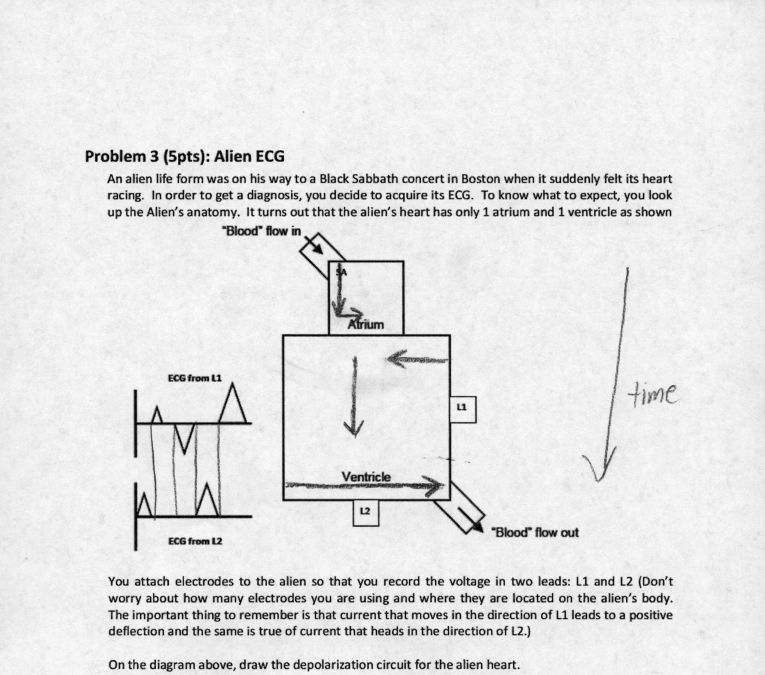 Problem 3 (5pts): Alien ECG
An alien life form was on his way to a Black Sabbath concert in Boston when it suddenly felt its heart
racing. In order to get a diagnosis, you decide to acquire its ECG. To know what to expect, you look
up the Alien's anatomy. It turns out that the alien's heart has only 1 atrium and 1 ventricle as shown
"Blood" flow in
SA
Atrium
ECG from L1
L1
time
Ventricle
L2
"Blood" flow out
ECG from L2
You attach electrodes to the alien so that you record the voltage in two leads: L1 and L2 (Don't
worry about how many electrodes you are using and where they are located on the alien's body.
The important thing to remember is that current that moves in the direction of L1 leads to a positive
deflection and the same is true of current that heads in the direction of L2.)
On the diagram above, draw the depolarization circuit for the alien heart.